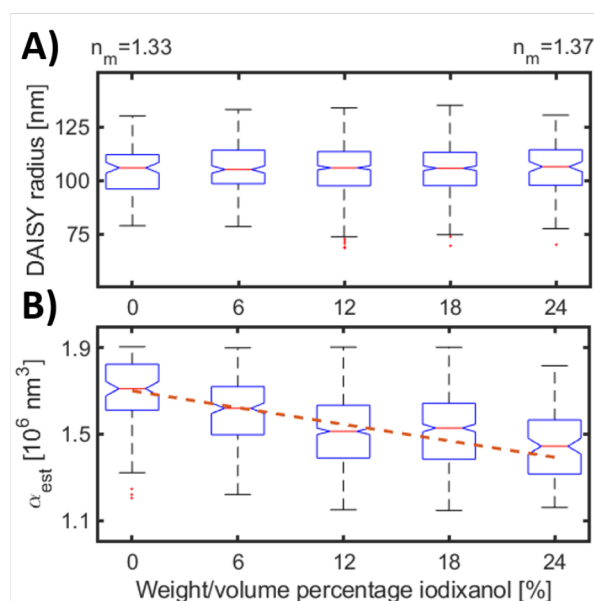 A)
n_m=1.33 n_m=1.37
DAISY radius [nm]
125
100
75
0 6 12 18 24
B)
α_est [10^6 nm^3]
1.9
1.5
1.1
0 6 12 18 24
Weight/volume percentage iodixanol [%]